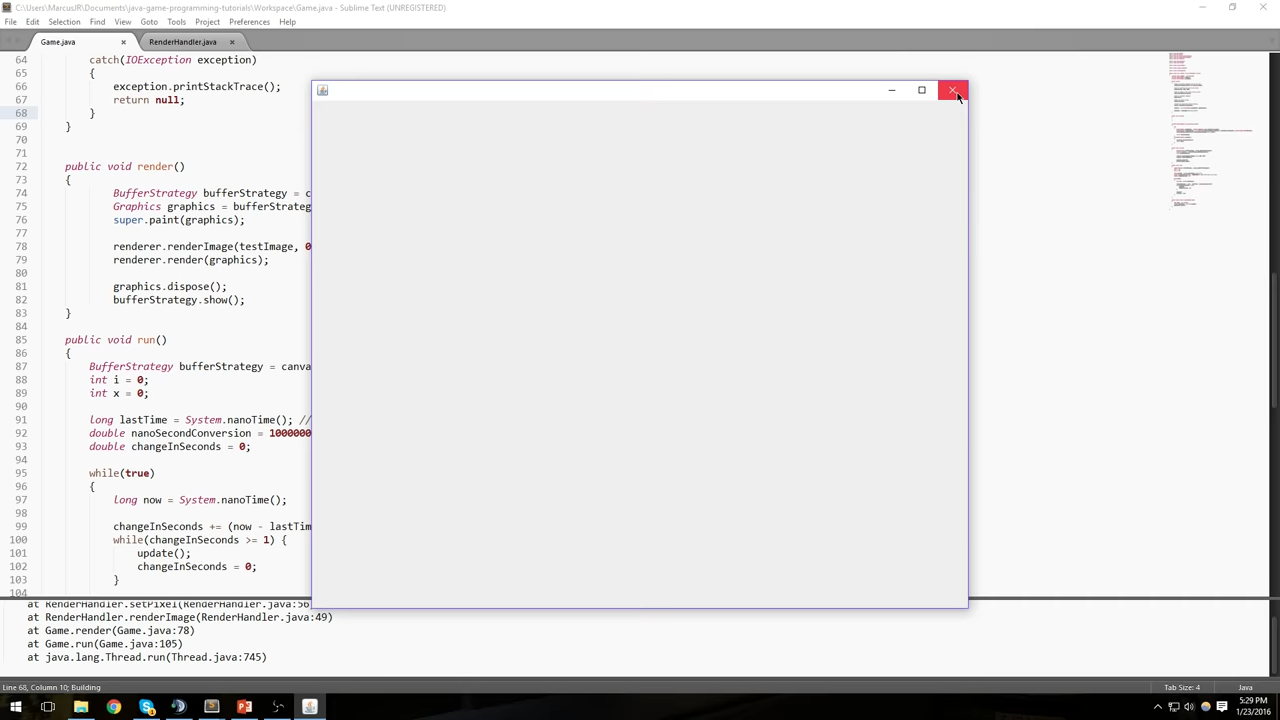 C:\Users\MarcusJR\Documents\java-game-programming-tutorials\Workspace\Game.java - Sublime Text (UNREGISTERED)
File Edit Selection Find View Goto Tools Project Preferences Help
Game.java RenderHandler.java
64 catch(IOException exception)
65 {
66 exception.printStackTrace();
67 return null;
68 }
69 }
70
71
72 public void render()
73 {
74 BufferStrategy bufferStrategy =
75 Graphics graphics = bufferStrateg
76 super.paint(graphics);
77
78 renderer.renderImage(testImage, 0
79 renderer.render(graphics);
80
81 graphics.dispose();
82 bufferStrategy.show();
83 }
84
85 public void run()
86 {
87 BufferStrategy bufferStrategy = canva
88 int i = 0;
89 int x = 0;
90
91 long lastTime = System.nanoTime(); //
92 double nanoSecondConversion = 1000000
93 double changeInSeconds = 0;
94
95 while(true)
96 {
97 long now = System.nanoTime();
98
99 changeInSeconds += (now - lastTim
100 while(changeInSeconds >= 1) {
101 update();
102 changeInSeconds = 0;
103 }
104
at RenderHandler.setPixel(RenderHandler.java:56
at RenderHandler.renderImage(RenderHandler.java:49)
at Game.render(Game.java:78)
at Game.run(Game.java:105)
at java.lang.Thread.run(Thread.java:745)
Line 68, Column 10; Building Tab Size: 4 Java
5:29 PM
1/23/2016